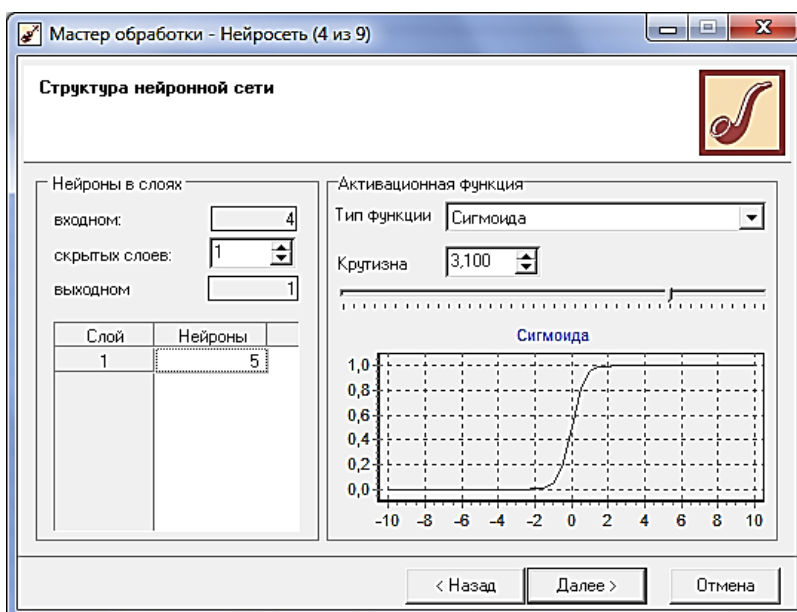 Мастер обработки - Нейросеть (4 из 9)
Структура нейронной сети
Нейроны в слоях
входном: 4
скрытых слоев: 1
выходном 1
Слой Нейроны
1 5
Активационная функция
Тип функции Сигмоида
Крутизна 3,100
Сигмоида
1,0
0,8
0,6
0,4
0,2
0,0
-10 -8 -6 -4 -2 0 2 4 6 8 10
< Назад Далее > Отмена